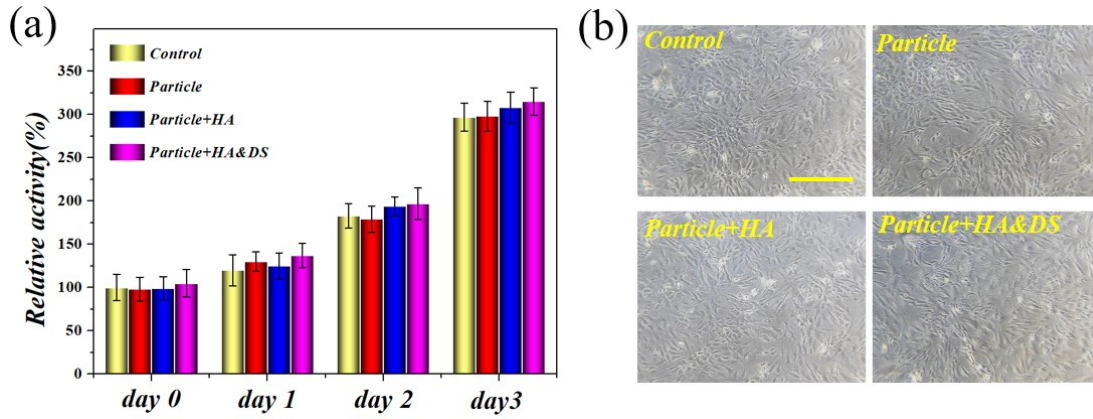 (a)
Relative activity(%)
350
300
250
200
150
100
50
0
Control
Particle
Particle+HA
Particle+HA&DS
day 0
day 1
day 2
day3
(b)
Control
Particle
Particle+HA
Particle+HA&DS